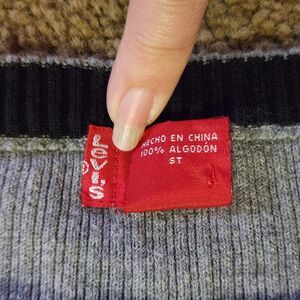 LEVI'S
HECHO EN CHINA
100% ALGODÓN
ST